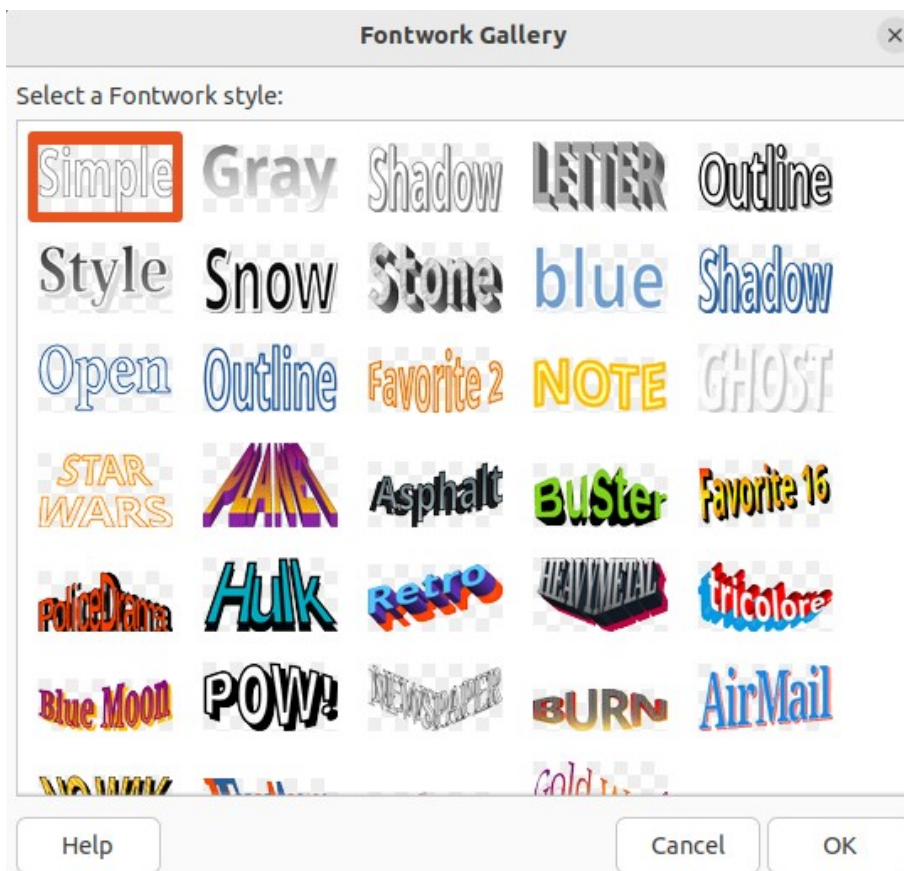 Fontwork Gallery
Select a Fontwork style:
Simple Gray Shadow LETTER Outline
Style Snow Stone blue Shadow
Open Outline Favorite 2 NOTE GHOST
STAR WARS PLANET Asphalt BuSter Favorite 16
PoliceDrama Hulk Retro HEAVYMETAL tricolore
Blue Moon POW! NEWSPAPER BURN AirMail
Gold
Help Cancel OK